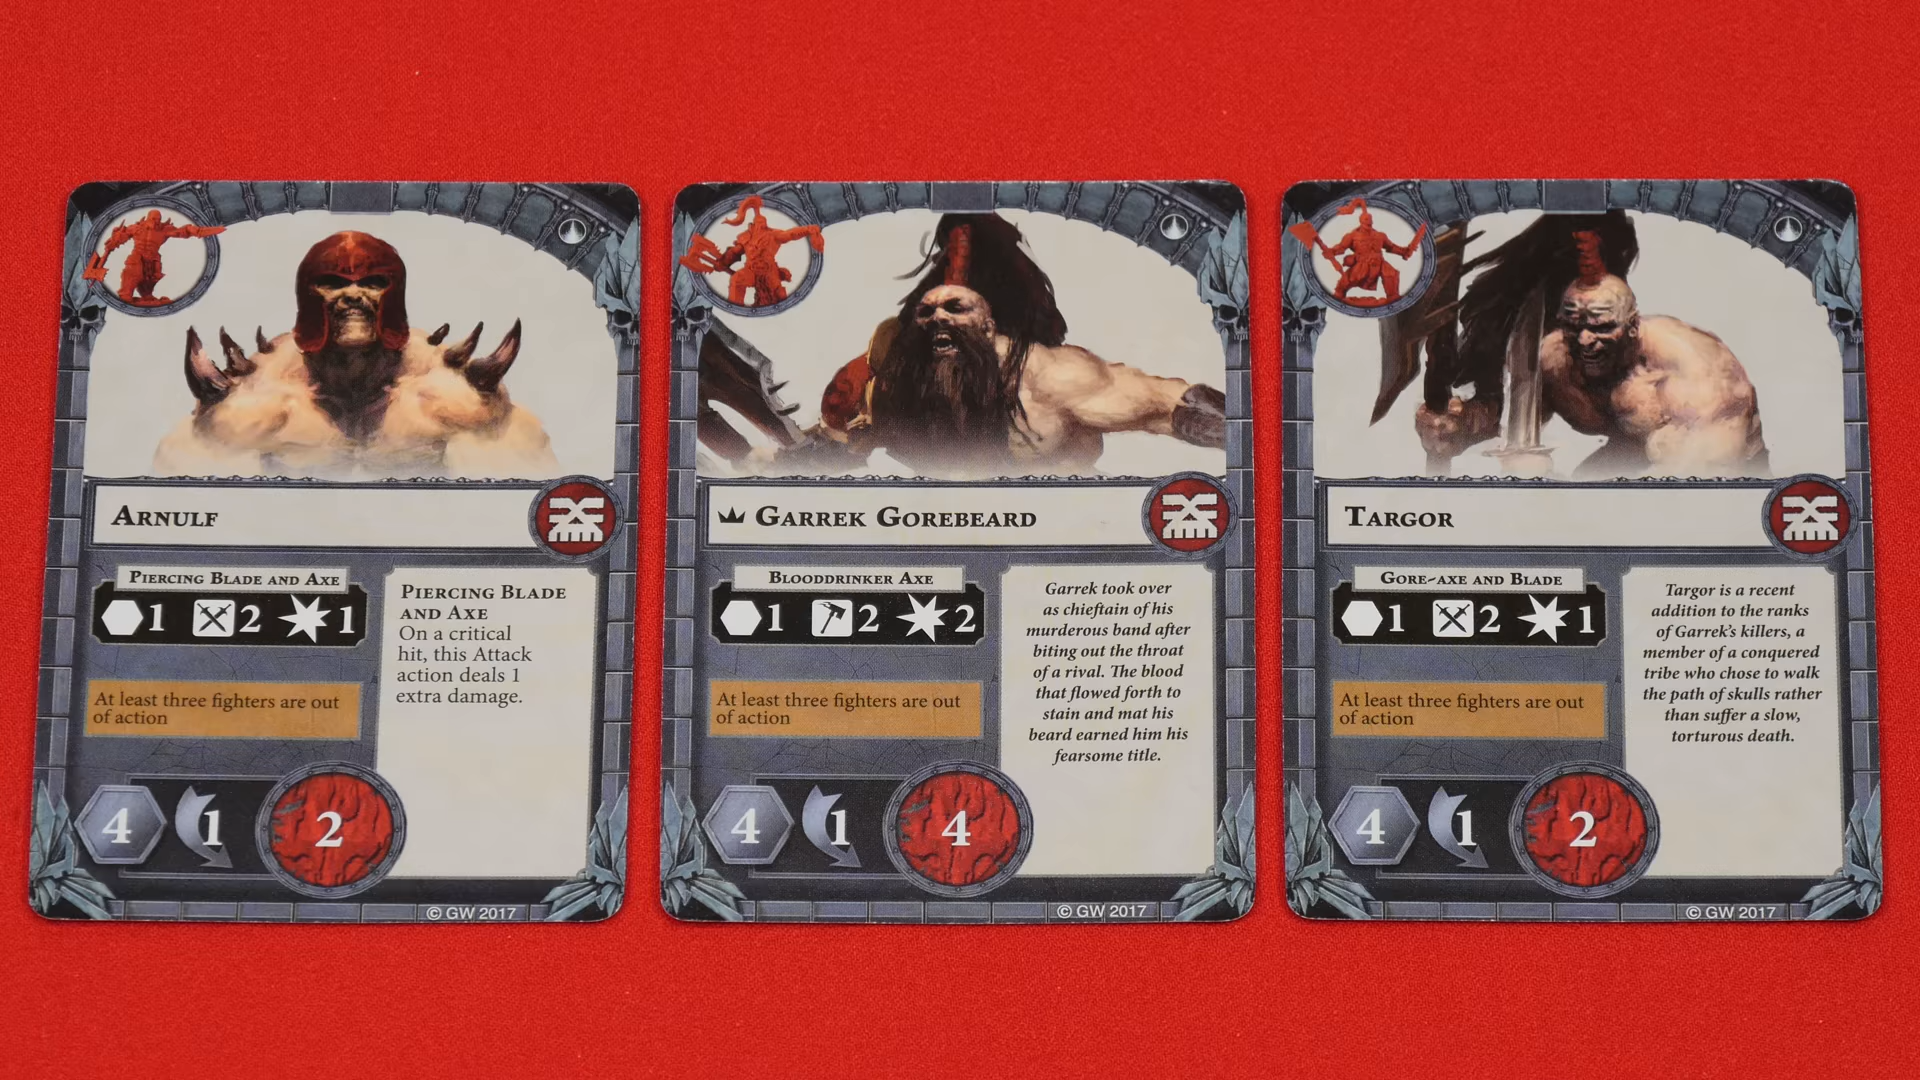 ARNULF
PIERCING BLADE AND AXE
1 2 1
At least three fighters are out
of action
PIERCING BLADE
AND AXE
On a critical
hit, this Attack
action deals 1
extra damage.
4 1 2
© GW 2017
GARREK GOREBEARD
BLOODDRINKER AXE
1 2 2
At least three fighters are out
of action
Garrek took over
as chieftain of his
murderous band after
biting out the throat
of a rival. The blood
that flowed forth to
stain and mat his
beard earned him his
fearsome title.
4 1 4
© GW 2017
TARGOR
GORE-AXE AND BLADE
1 2 1
At least three fighters are out
of action
Targor is a recent
addition to the ranks
of Garrek's killers, a
member of a conquered
tribe who chose to walk
the path of skulls rather
than suffer a slow,
torturous death.
4 1 2
© GW 2017